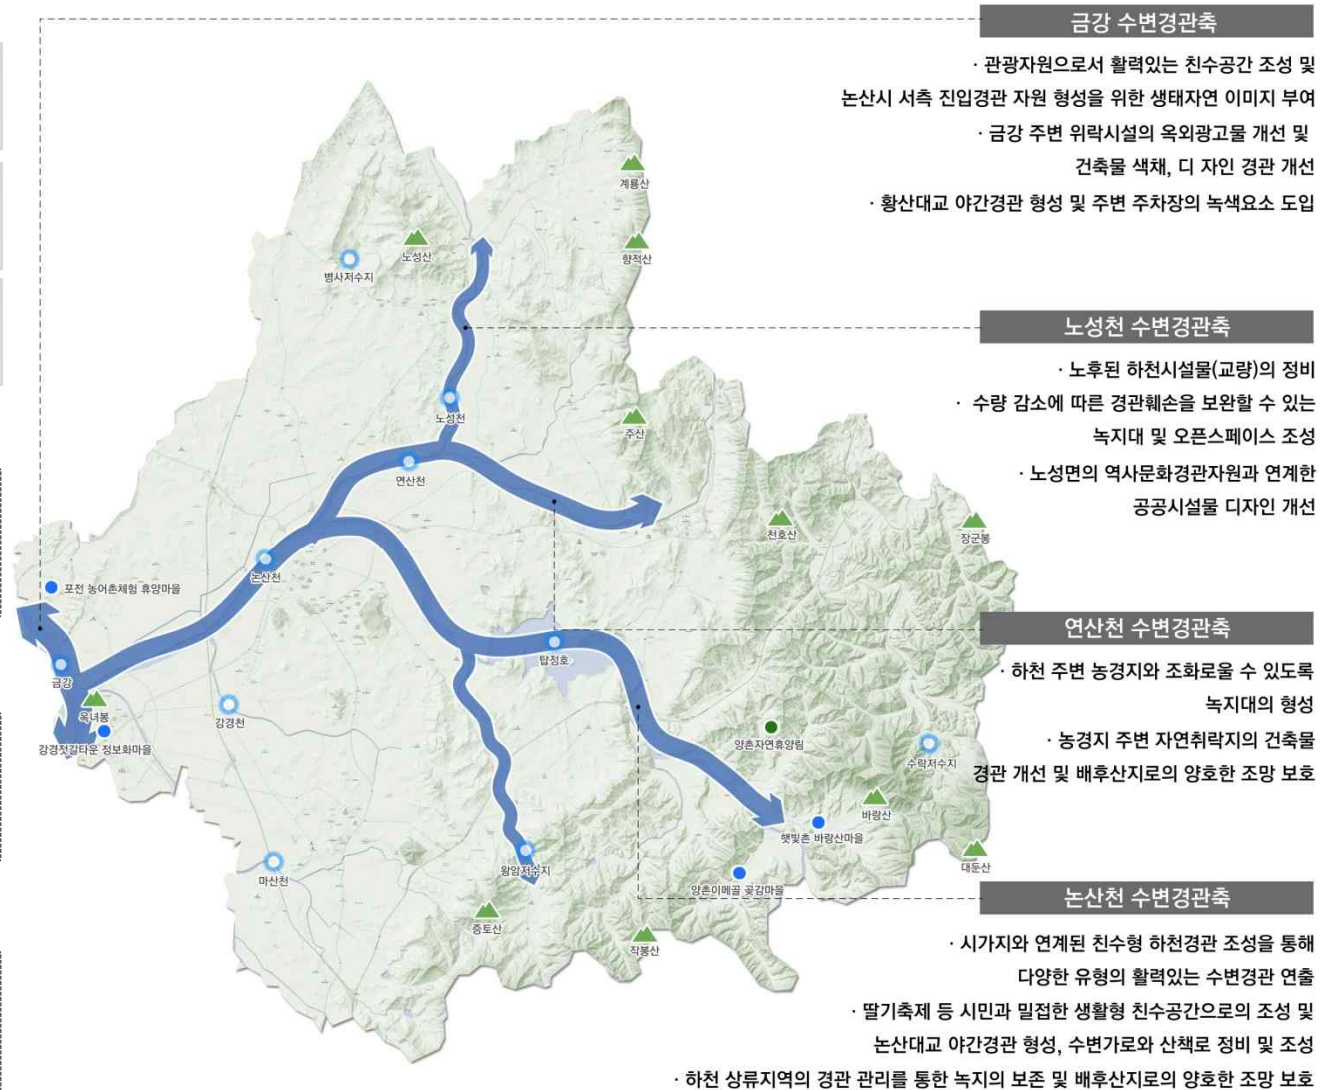 금강 수변경관축
· 관광자원으로서 활력있는 친수공간 조성 및
논산시 서측 진입경관 자원 형성을 위한 생태자연 이미지 부여
· 금강 주변 위락시설의 옥외광고물 개선 및
건축물 색채, 디 자인 경관 개선
· 황산대교 야간경관 형성 및 주변 주차장의 녹색요소 도입
노성천 수변경관축
· 노후된 하천시설물(교량)의 정비
· 수량 감소에 따른 경관훼손을 보완할 수 있는
녹지대 및 오픈스페이스 조성
· 노성면의 역사문화경관자원과 연계한
공공시설물 디자인 개선
연산천 수변경관축
· 하천 주변 농경지와 조화로울 수 있도록
녹지대의 형성
· 농경지 주변 자연취락지의 건축물
경관 개선 및 배후산지로의 양호한 조망 보호
논산천 수변경관축
· 시가지와 연계된 친수형 하천경관 조성을 통해
다양한 유형의 활력있는 수변경관 연출
· 딸기축제 등 시민과 밀접한 생활형 친수공간으로의 조성 및
논산대교 야간경관 형성, 수변가로와 산책로 정비 및 조성
· 하천 상류지역의 경관 관리를 통한 녹지의 보존 및 배후산지로의 양호한 조망 보호
계룡산
노성산
향적산
병사저수지
노성천
주산
연산천
천호산
장군봉
논산천
포전 농어촌체험 휴양마을
탑정호
금강
옥녀봉
강경천
강경젓갈타운 정보화마을
양촌자연휴양림
수락저수지
바랑산
햇빛촌 바랑산마을
왕암저수지
마산천
대둔산
양촌이메골 곶감마을
증토산
작봉산